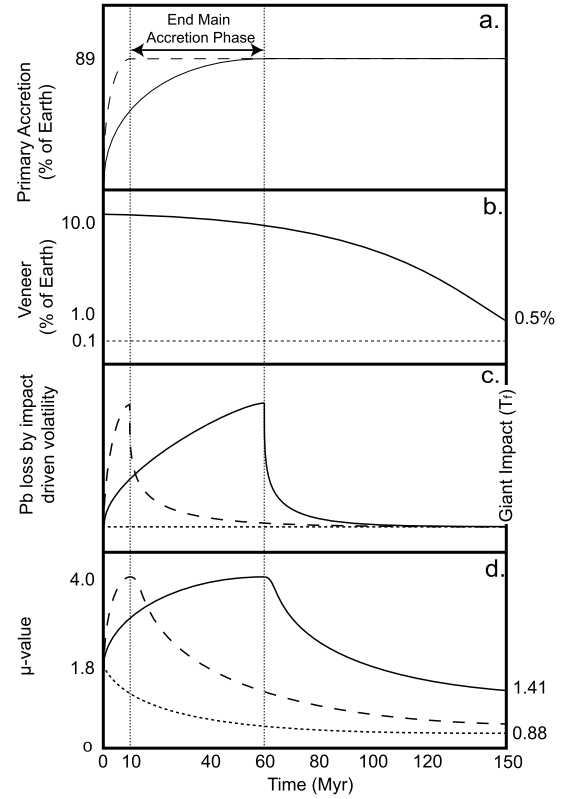 End Main
Accretion Phase
a.
89
Primary Accretion
(% of Earth)
b.
10.0
1.0
0.1
Veneer
(% of Earth)
0.5%
c.
Pb loss by impact
driven volatility
Giant Impact (Tf)
d.
4.0
1.8
0
μ-value
1.41
0.88
0 10 40 60 80 100 120 150
Time (Myr)